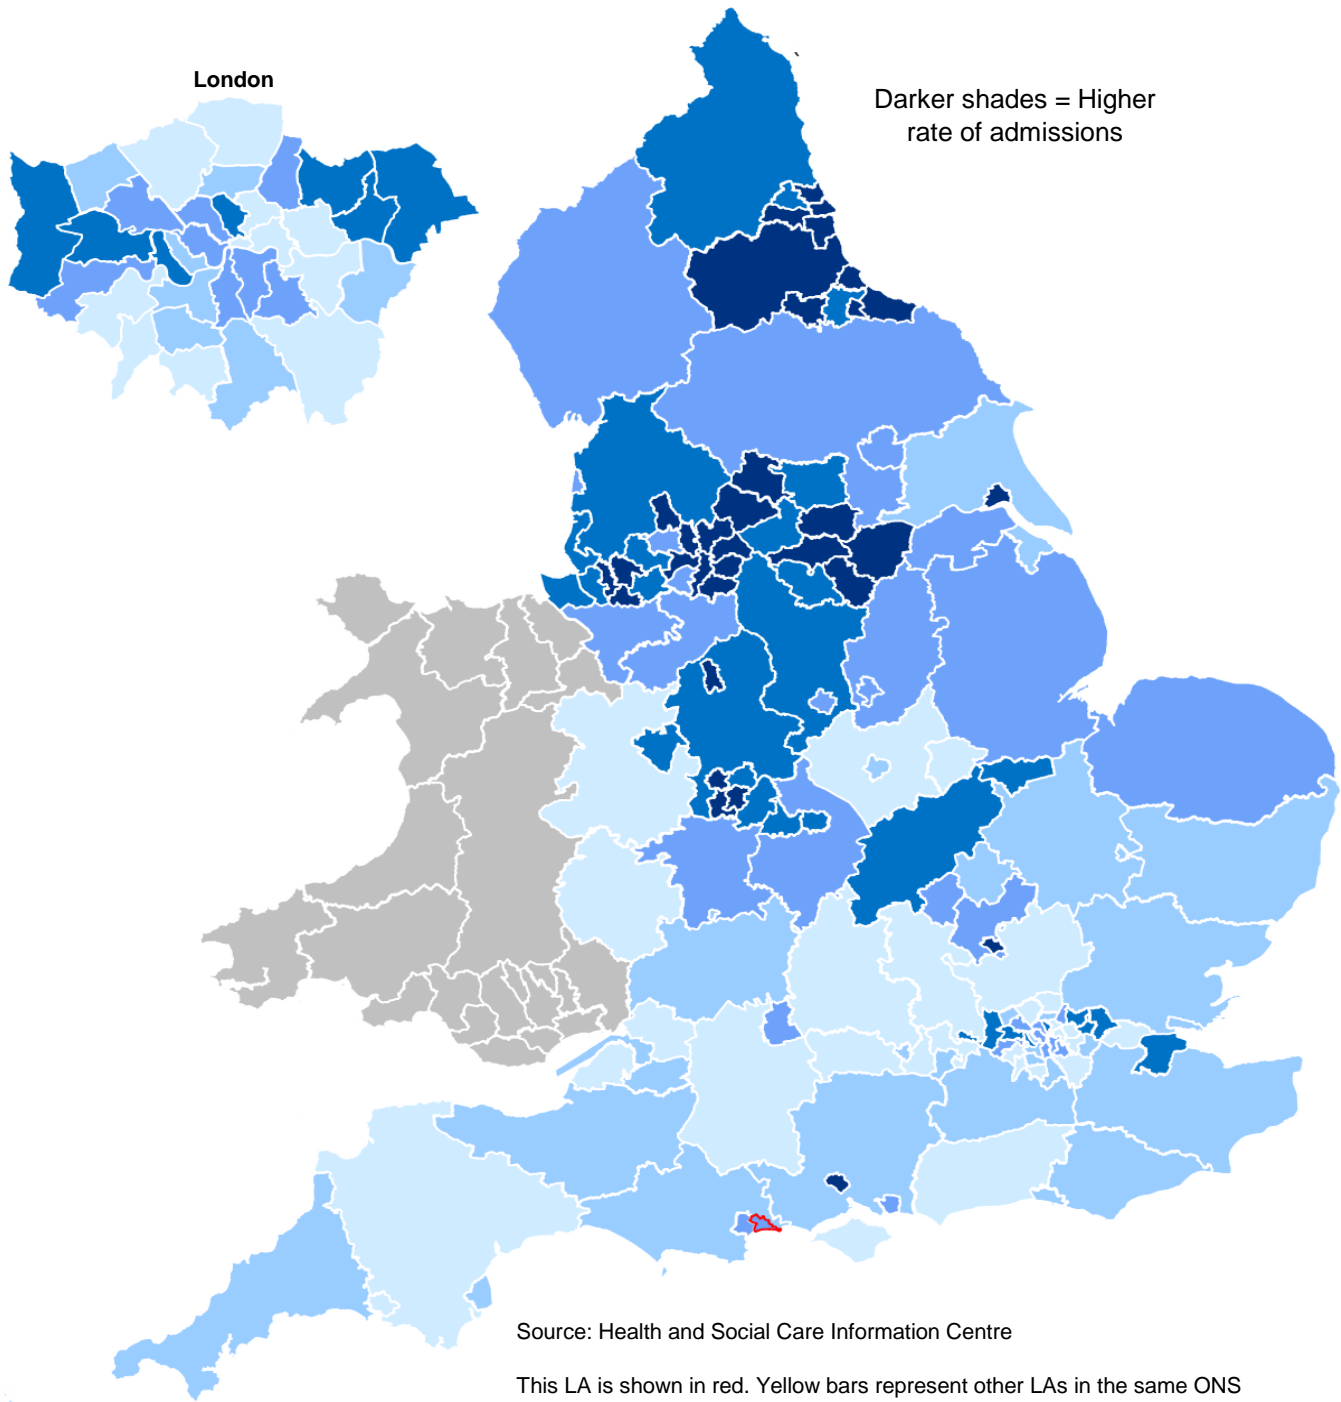 London
Darker shades = Higher
rate of admissions
Source: Health and Social Care Information Centre
This LA is shown in red. Yellow bars represent other LAs in the same ONS